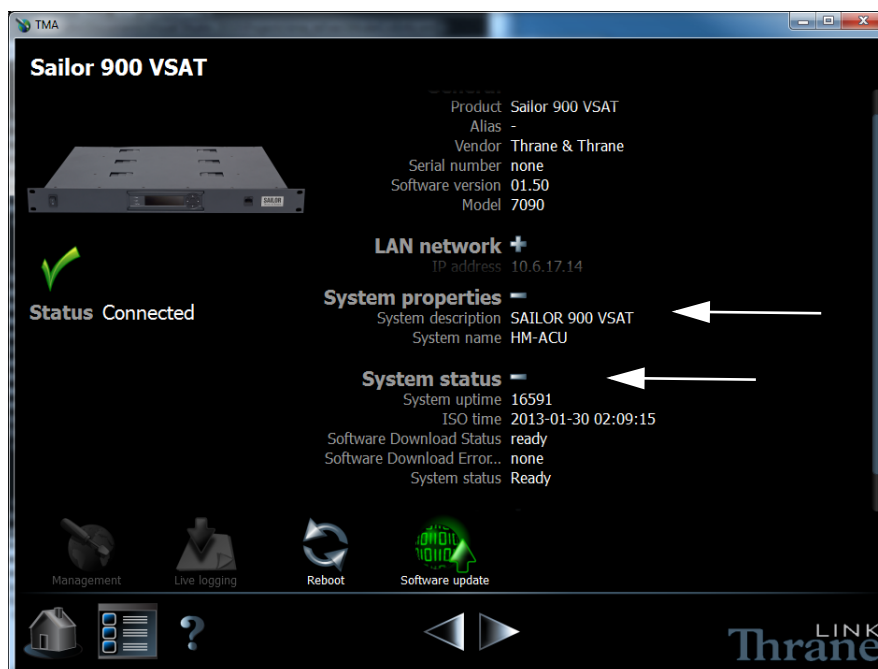 TMA
Sailor 900 VSAT
General
Product Sailor 900 VSAT
Alias -
Vendor Thrane & Thrane
Serial number none
Software version 01.50
Model 7090
SAILOR
LAN network
IP address 10.6.17.14
Status Connected
System properties
System description SAILOR 900 VSAT
System name HM-ACU
System status
System uptime 16591
ISO time 2013-01-30 02:09:15
Software Download Status ready
Software Download Error... none
System status Ready
Management
Live logging
Reboot
Software update
?
LINK
Thrane